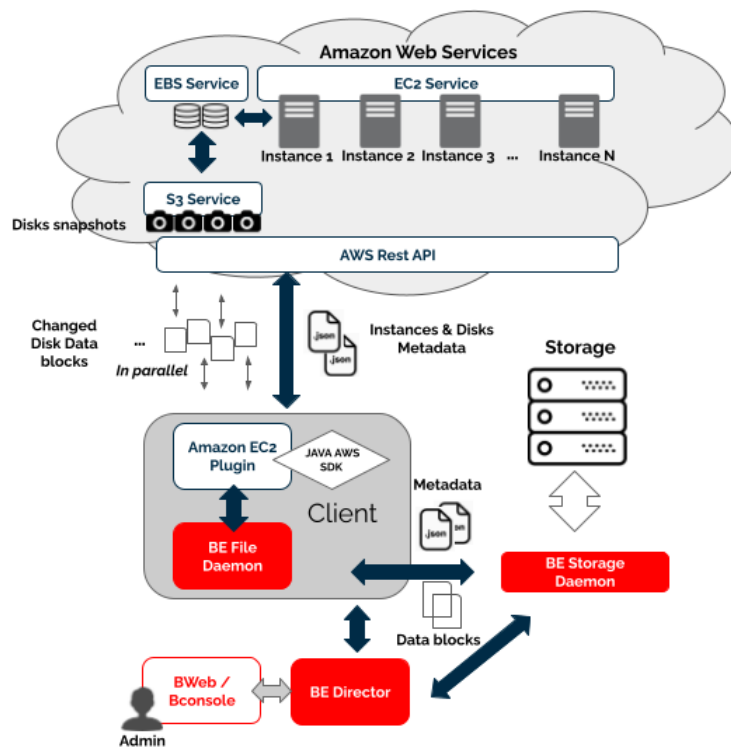 Amazon Web Services
EBS Service
EC2 Service
Instance 1
Instance 2
Instance 3
...
Instance N
S3 Service
Disks snapshots
AWS Rest API
Changed
Disk Data
blocks
...
In parallel
.json
.json
Instances & Disks
Metadata
Storage
Amazon EC2
Plugin
JAVA AWS
SDK
Client
Metadata
.json
.json
BE File
Daemon
BE Storage
Daemon
Data blocks
BWeb /
Bconsole
BE Director
Admin